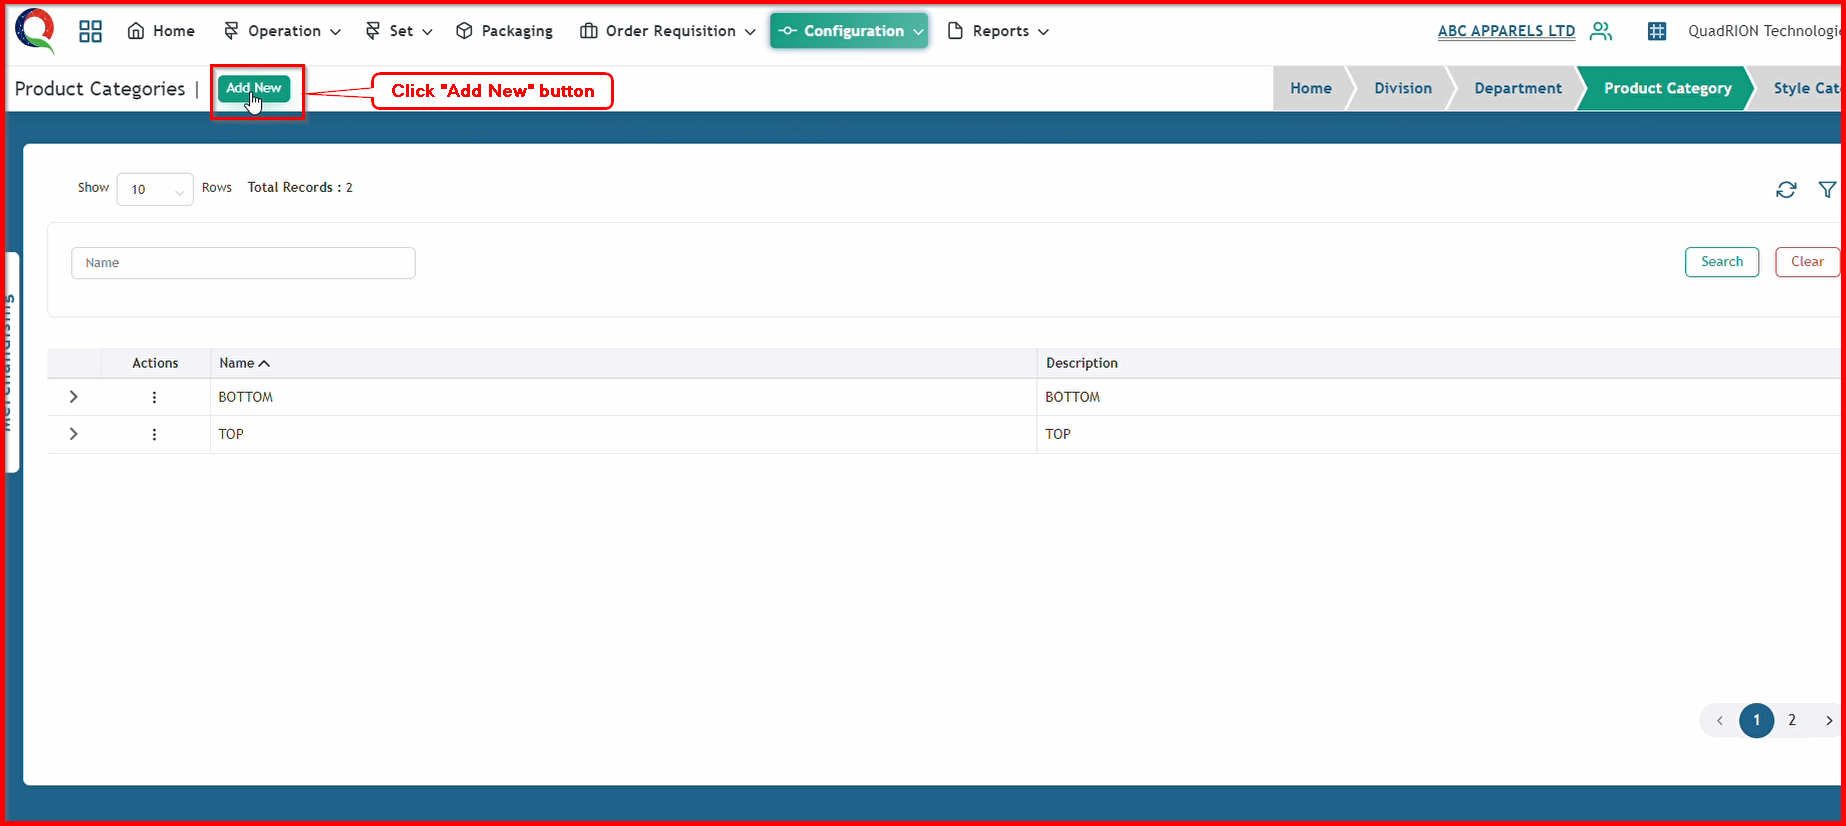 Home Operation Set Packaging Order Requisition Configuration Reports ABC APPARELS LTD QuadRION Technologie
Product Categories | Add New Click "Add New" button Home Division Department Product Category Style Cat
Show 10 Rows Total Records : 2
Name Search Clear
Merchandising
Actions Name Description
BOTTOM BOTTOM
TOP TOP
1 2